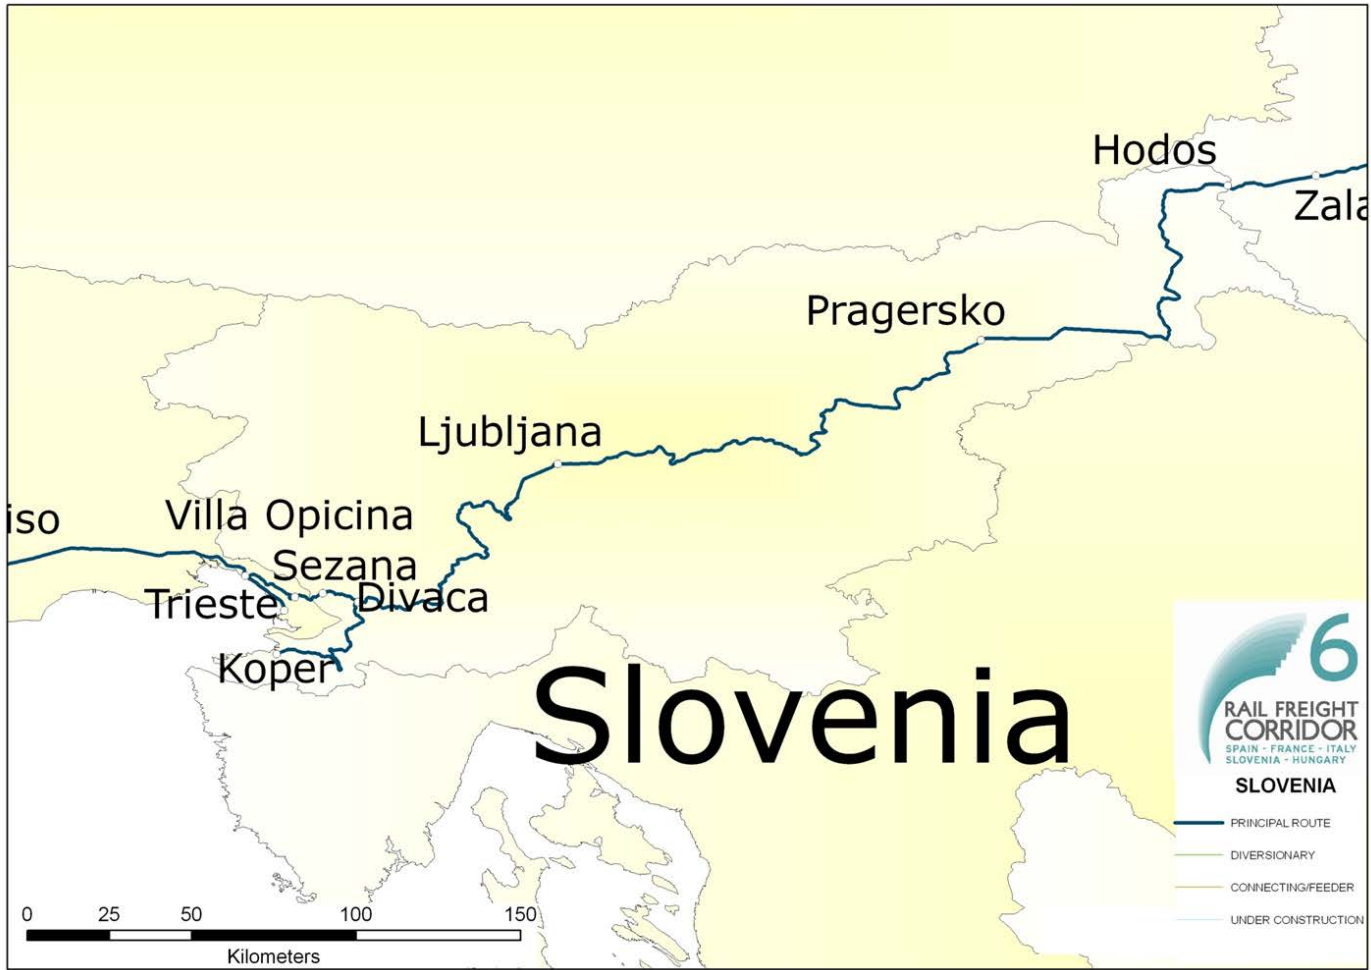 Hodos
Zala
Pragersko
Ljubljana
iso
Villa Opicina
Sezana
Divaca
Trieste
Koper
Slovenia
6
RAIL FREIGHT
CORRIDOR
SPAIN - FRANCE - ITALY
SLOVENIA - HUNGARY
SLOVENIA
PRINCIPAL ROUTE
DIVERSIONARY
CONNECTING/FEEDER
UNDER CONSTRUCTION
0 25 50 100 150
Kilometers